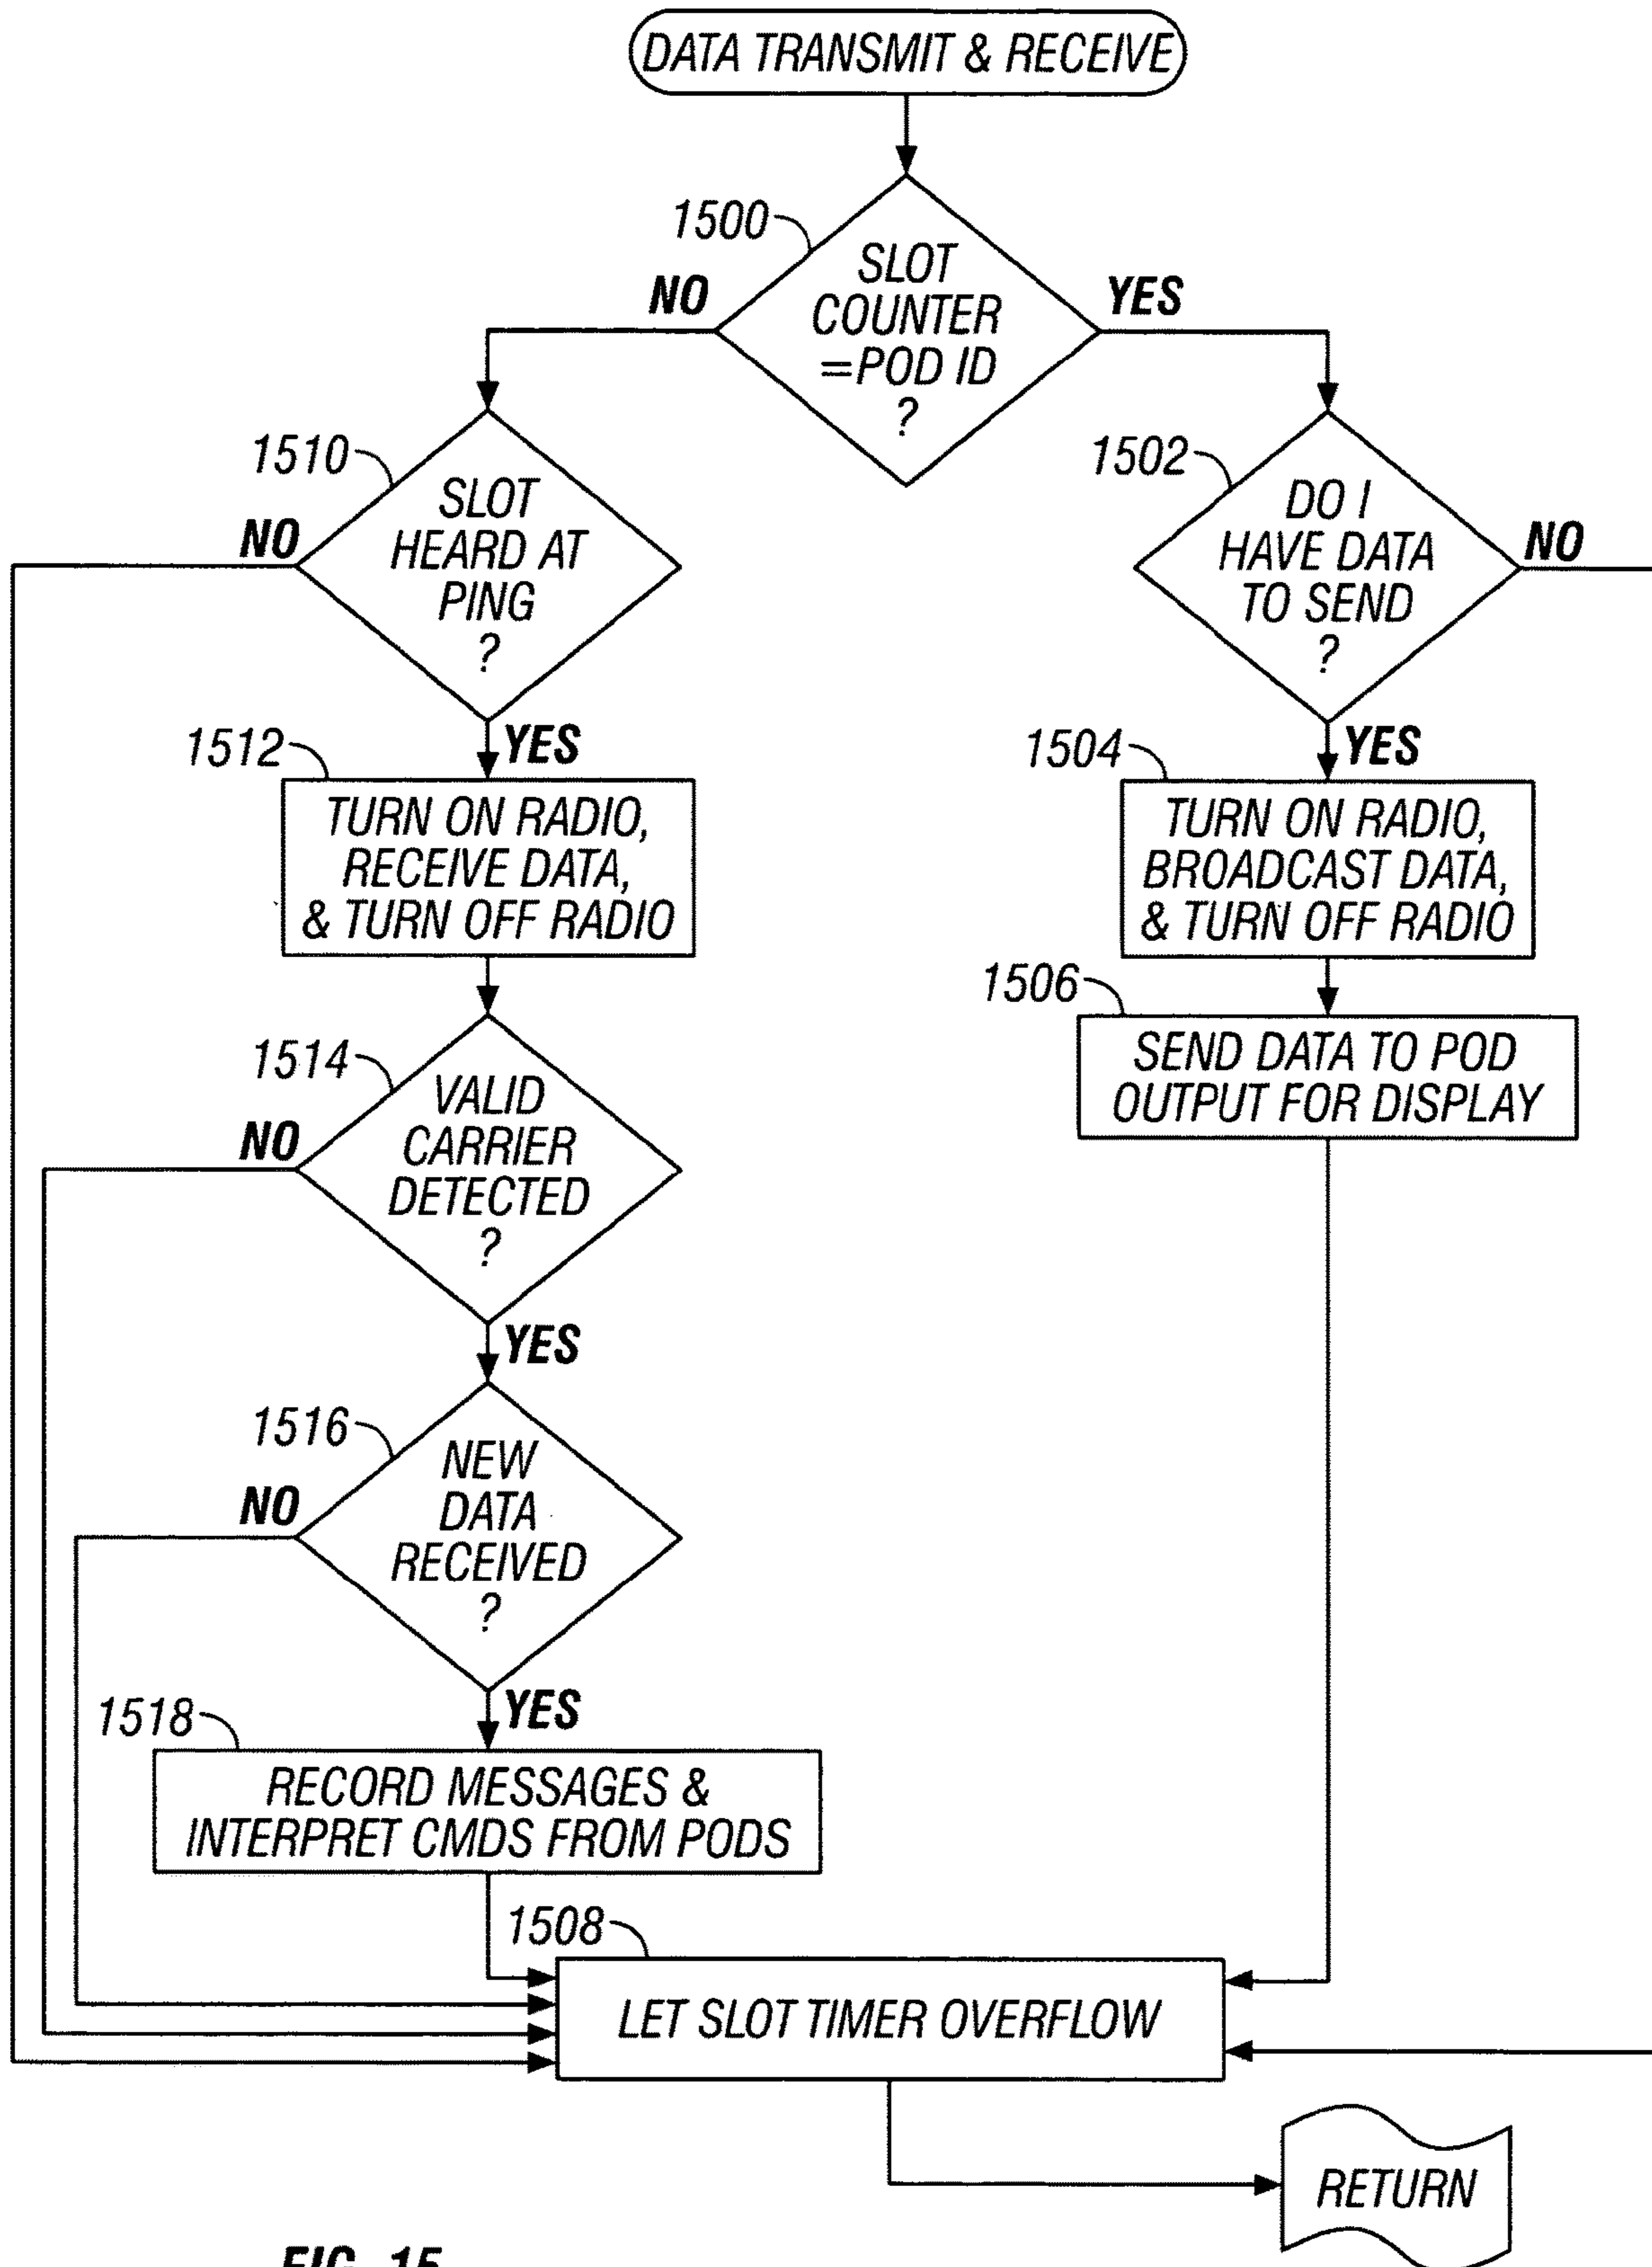 DATA TRANSMIT & RECEIVE
1500
SLOT
COUNTER
=POD ID
?
NO
YES
1510
SLOT
HEARD AT
PING
?
NO
YES
1502
DO I
HAVE DATA
TO SEND
?
NO
YES
1512
TURN ON RADIO,
RECEIVE DATA,
& TURN OFF RADIO
1504
TURN ON RADIO,
BROADCAST DATA,
& TURN OFF RADIO
1506
SEND DATA TO POD
OUTPUT FOR DISPLAY
1514
VALID
CARRIER
DETECTED
?
NO
YES
1516
NEW
DATA
RECEIVED
?
NO
YES
1518
RECORD MESSAGES &
INTERPRET CMDS FROM PODS
1508
LET SLOT TIMER OVERFLOW
RETURN
FIG. 15